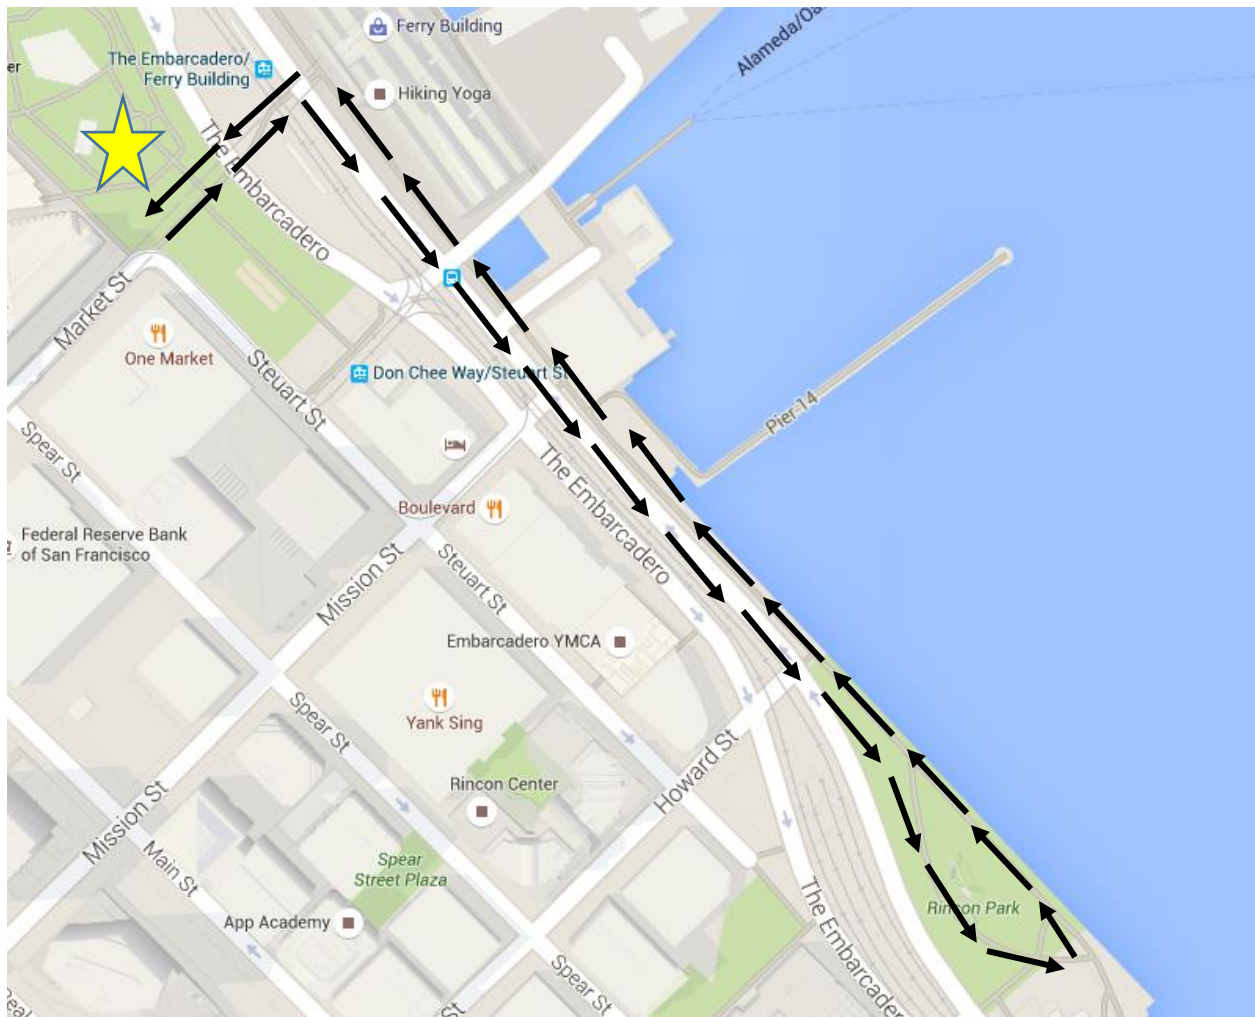 Ferry Building
Alameda/Oa
The Embarcadero/
Ferry Building
er
Hiking Yoga
The Embarcadero
Market St
One Market
Steuart St
Don Chee Way/Steuart St
Pier 14
Spear St
The Embarcadero
Boulevard
Federal Reserve Bank
of San Francisco
Mission St
Steuart St
Embarcadero YMCA
Yank Sing
Spear St
Howard St
Rincon Center
Mission St
Main St
Spear
Street Plaza
Rincon Park
App Academy
The Embarcader
Spear St
St